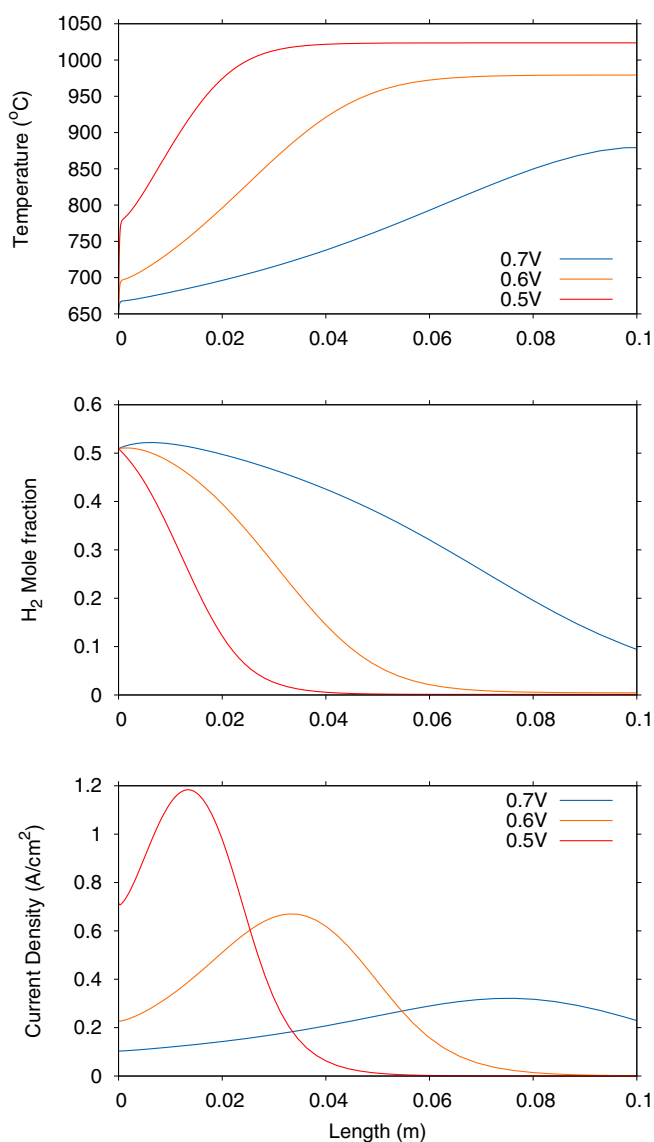 1050
1000
950
900
850
800
750
700
650
Temperature (°C)
0.7V
0.6V
0.5V
0 0.02 0.04 0.06 0.08 0.1
0.6
0.5
0.4
0.3
0.2
0.1
0
H₂ Mole fraction
0 0.02 0.04 0.06 0.08 0.1
1.2
1
0.8
0.6
0.4
0.2
0
Current Density (A/cm²)
0.7V
0.6V
0.5V
0 0.02 0.04 0.06 0.08 0.1
Length (m)